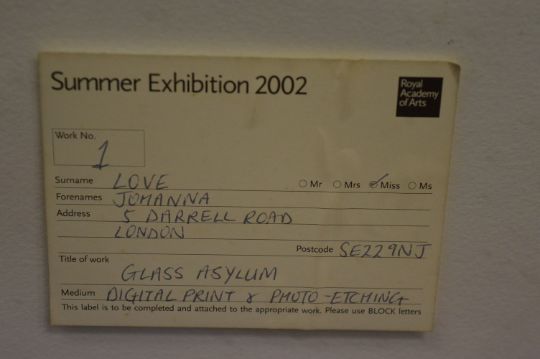 Summer Exhibition 2002
Royal
Academy
of Arts
Work No.
1
Surname LOVE Mr Mrs Miss Ms
Forenames JOHANNA
Address 5 DARRELL ROAD
LONDON
Postcode SE22 9NJ
Title of work
GLASS ASYLUM
Medium DIGITAL PRINT & PHOTO-ETCHING
This label is to be completed and attached to the appropriate work. Please use BLOCK letters